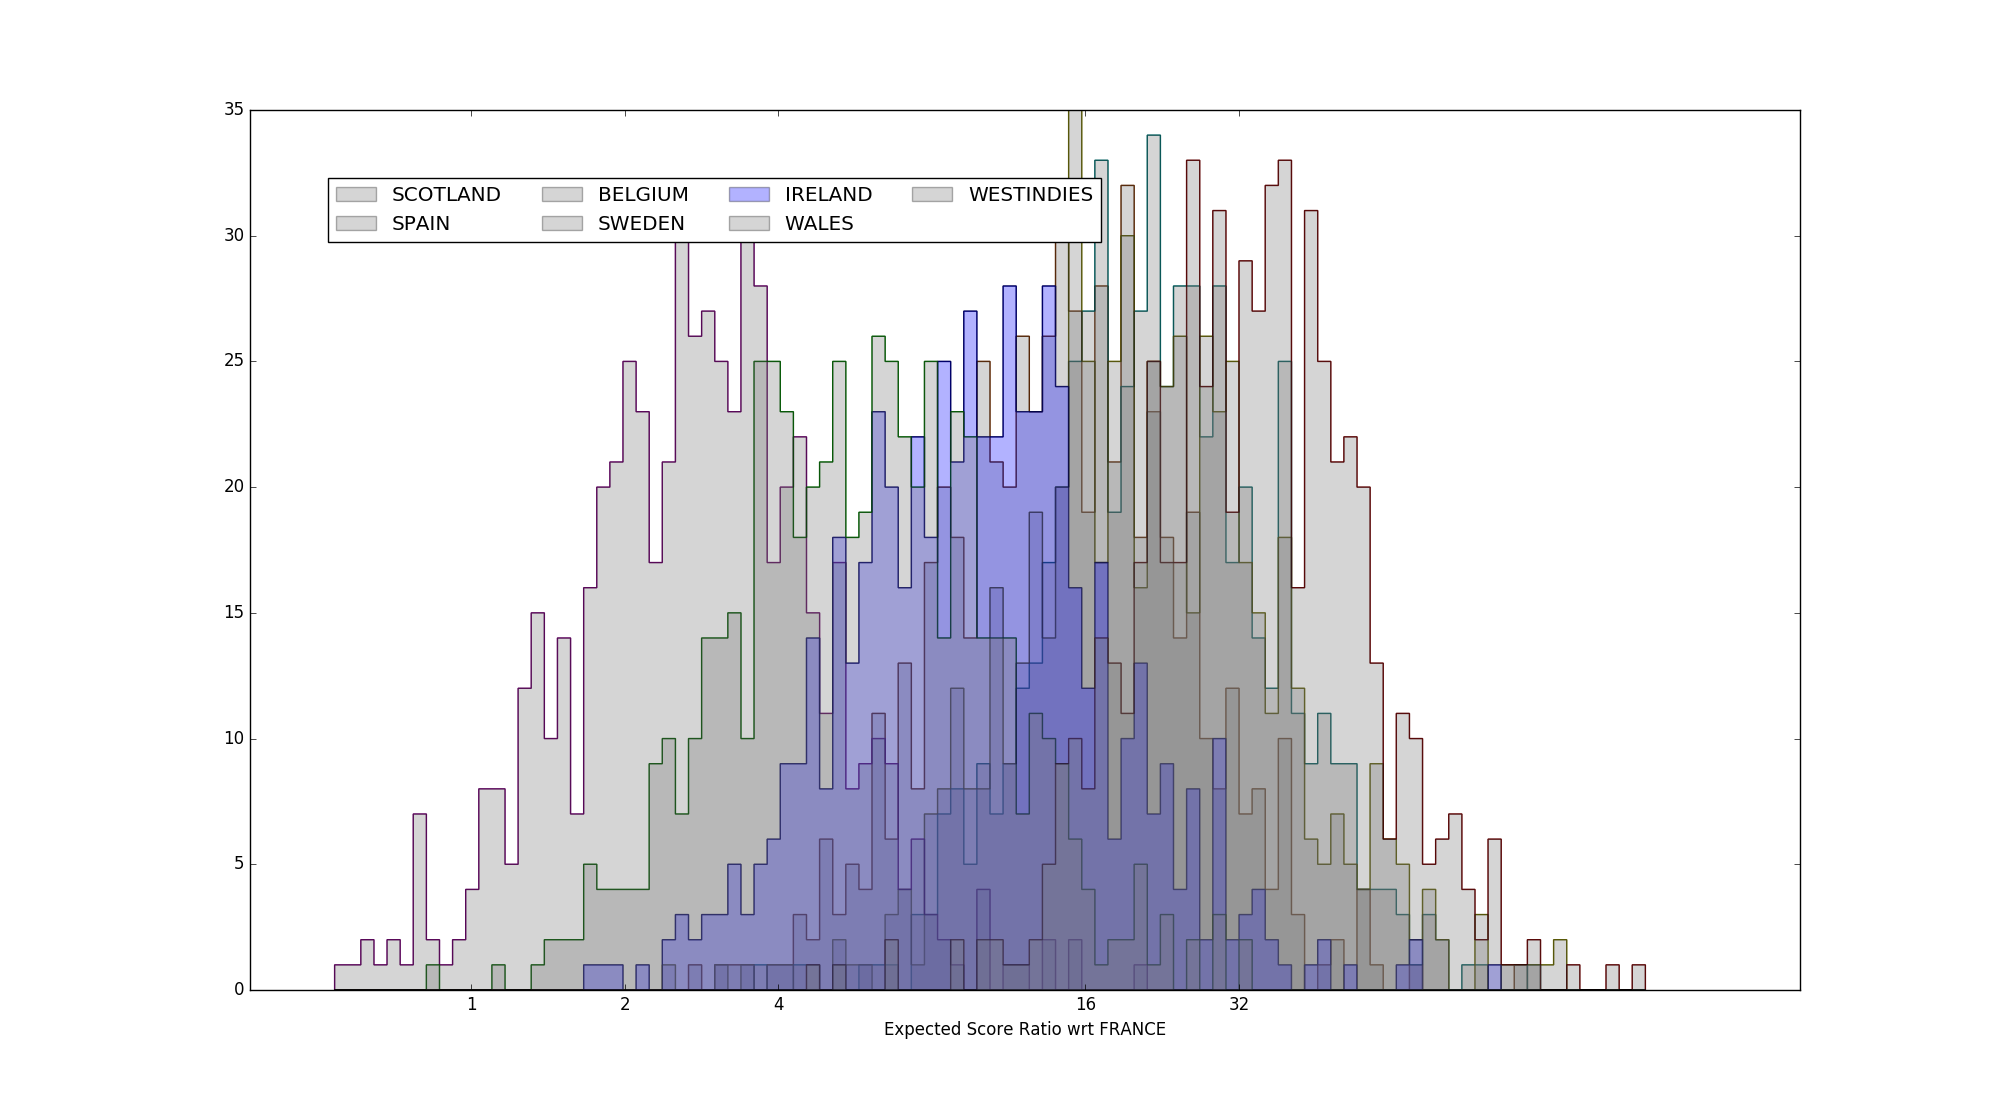 35
30
25
20
15
10
5
0
SCOTLAND BELGIUM IRELAND WESTINDIES
SPAIN SWEDEN WALES
1 2 4 16 32
Expected Score Ratio wrt FRANCE